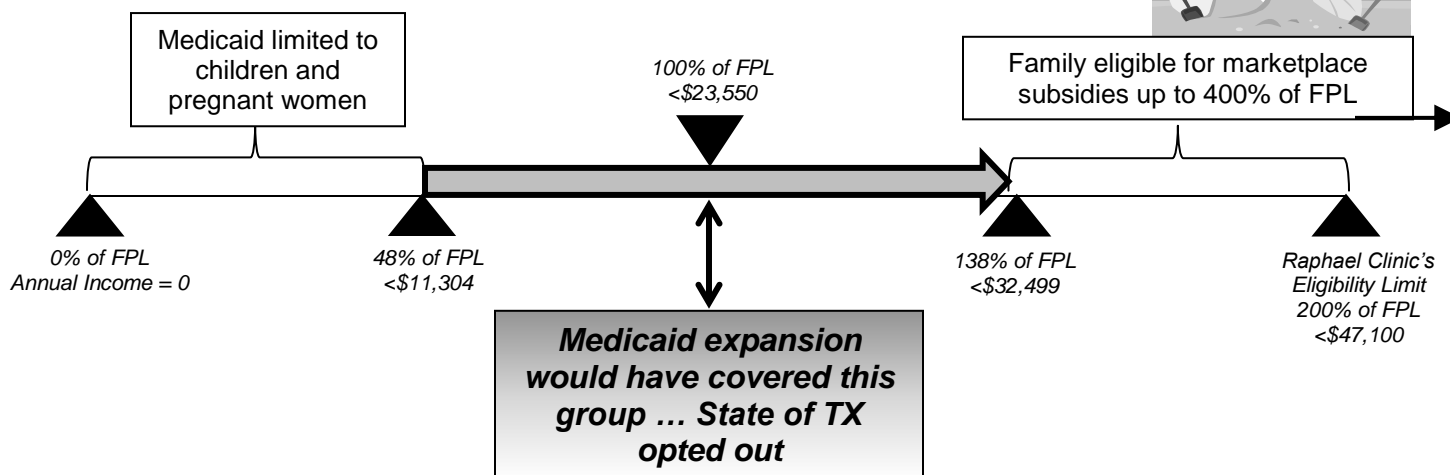 Medicaid limited to
children and
pregnant women
100% of FPL
<$23,550
Family eligible for marketplace
subsidies up to 400% of FPL
0% of FPL
Annual Income = 0
48% of FPL
<$11,304
138% of FPL
<$32,499
Raphael Clinic’s
Eligibility Limit
200% of FPL
<$47,100
Medicaid expansion
would have covered this
group … State of TX
opted out